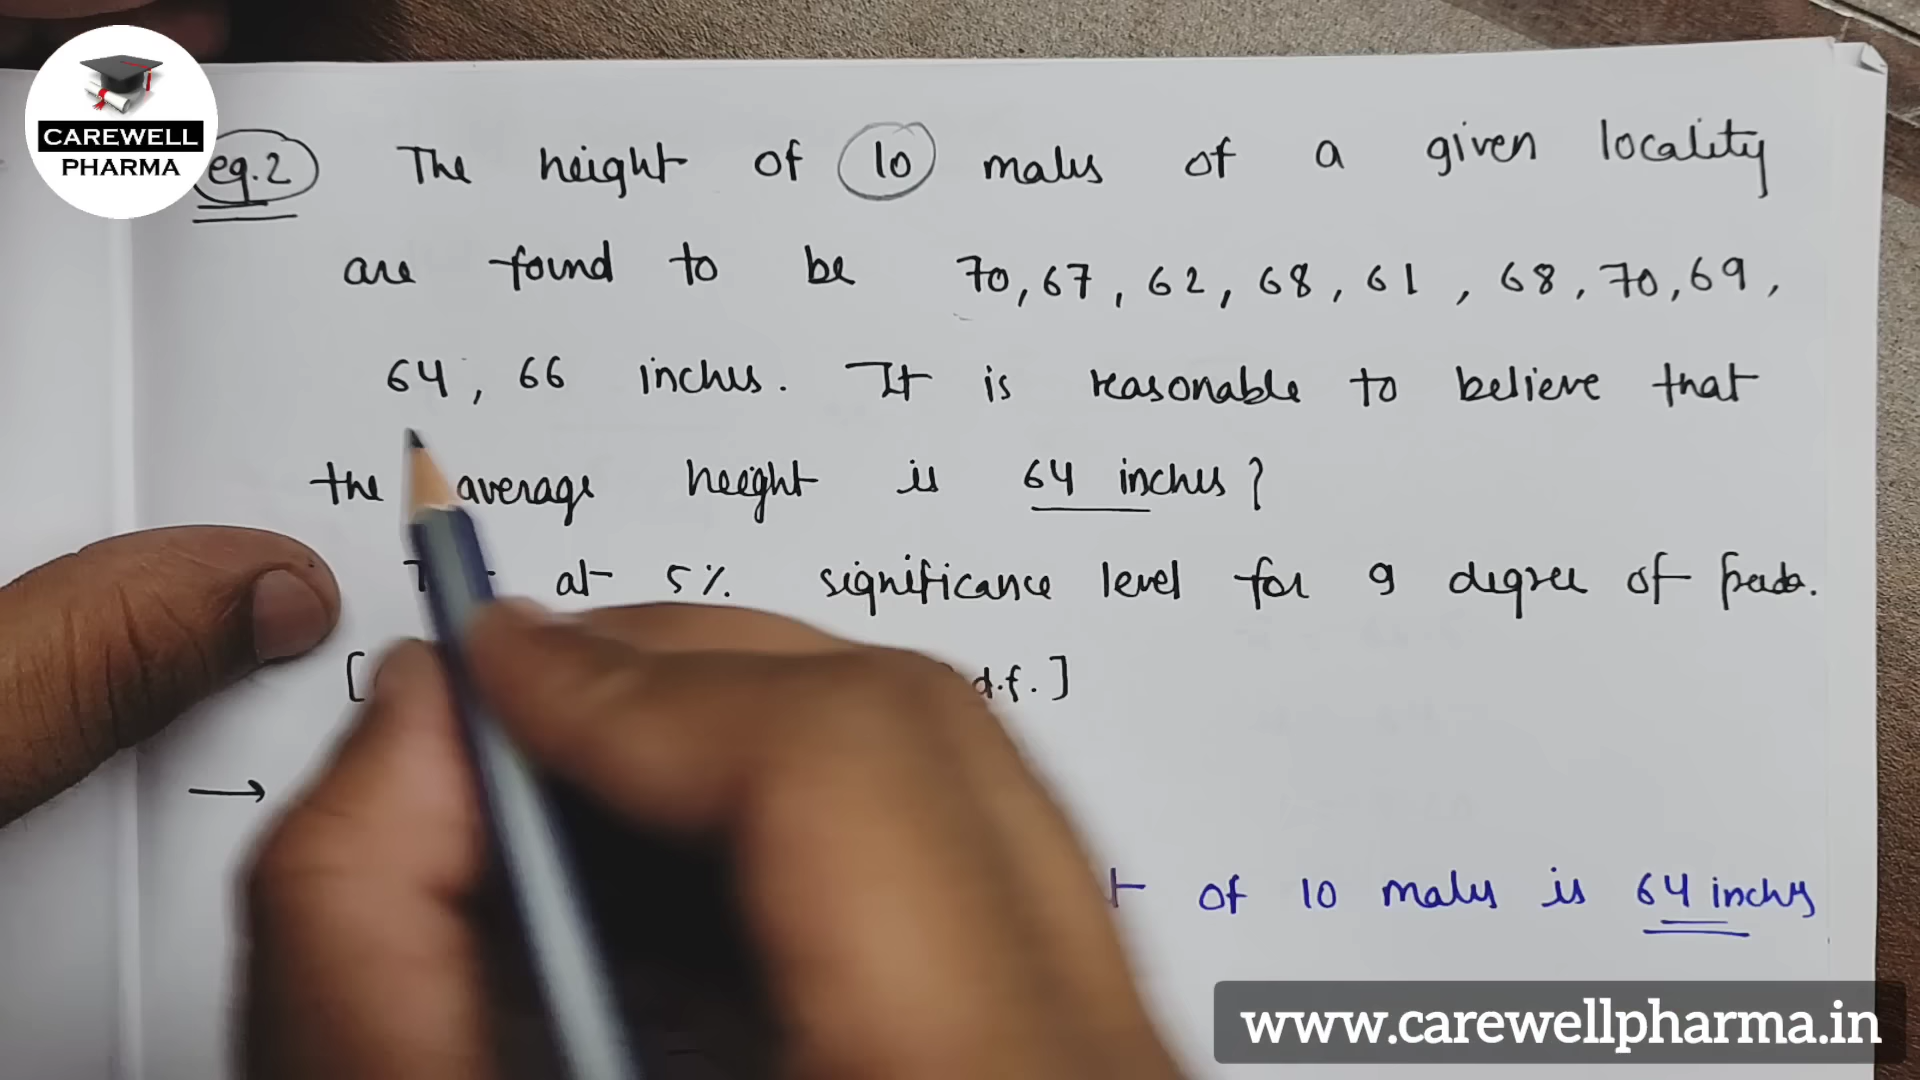 CAREWELL
PHARMA
eg.2 The height of 10 males of a given locality
are found to be 70, 67, 62, 68, 61, 68, 70, 69,
64, 66 inches. It is reasonable to believe that
the average height is 64 inches?
at 5% significance level for 9 degree of
[ d.f.]
→
of 10 males is 64 inches
www.carewellpharma.in